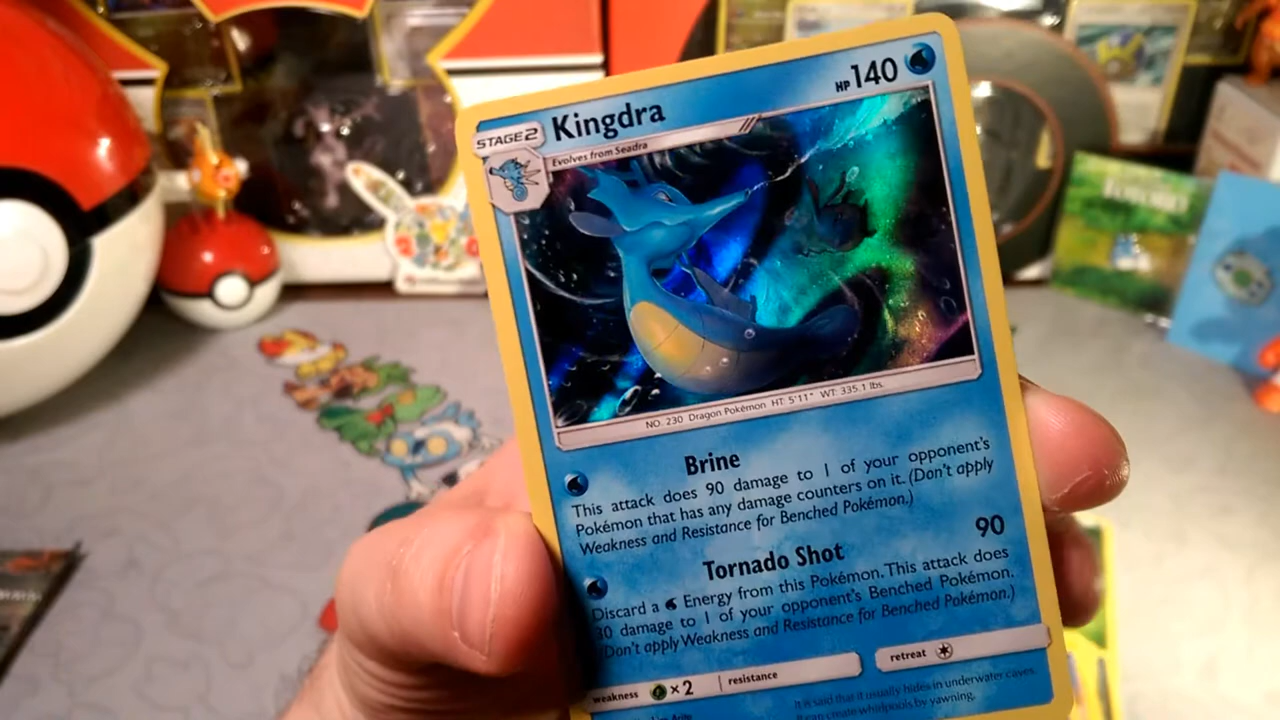 STAGE2 Kingdra HP 140
Evolves from Seadra
NO. 230 Dragon Pokémon HT: 5'11" WT: 335.1 lbs.
Brine
This attack does 90 damage to 1 of your opponent's
Pokémon that has any damage counters on it. (Don't apply
Weakness and Resistance for Benched Pokémon.)
Tornado Shot 90
Discard a Energy from this Pokémon. This attack does
30 damage to 1 of your opponent's Benched Pokémon.
(Don't apply Weakness and Resistance for Benched Pokémon.)
weakness ×2 resistance retreat
It is said that it usually hides in underwater caves.
It can create whirlpools by yawning.